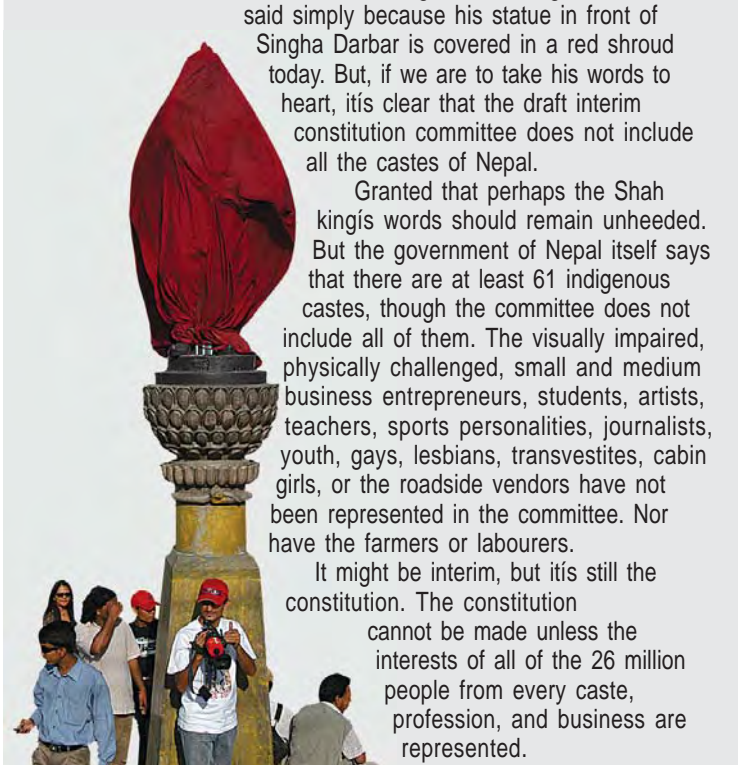 said simply because his statue in front of
Singha Darbar is covered in a red shroud
today. But, if we are to take his words to
heart, itís clear that the draft interim
constitution committee does not include
all the castes of Nepal.
Granted that perhaps the Shah
kingís words should remain unheeded.
But the government of Nepal itself says
that there are at least 61 indigenous
castes, though the committee does not
include all of them. The visually impaired,
physically challenged, small and medium
business entrepreneurs, students, artists,
teachers, sports personalities, journalists,
youth, gays, lesbians, transvestites, cabin
girls, or the roadside vendors have not
been represented in the committee. Nor
have the farmers or labourers.
It might be interim, but itís still the
constitution. The constitution
cannot be made unless the
interests of all of the 26 million
people from every caste,
profession, and business are
represented.